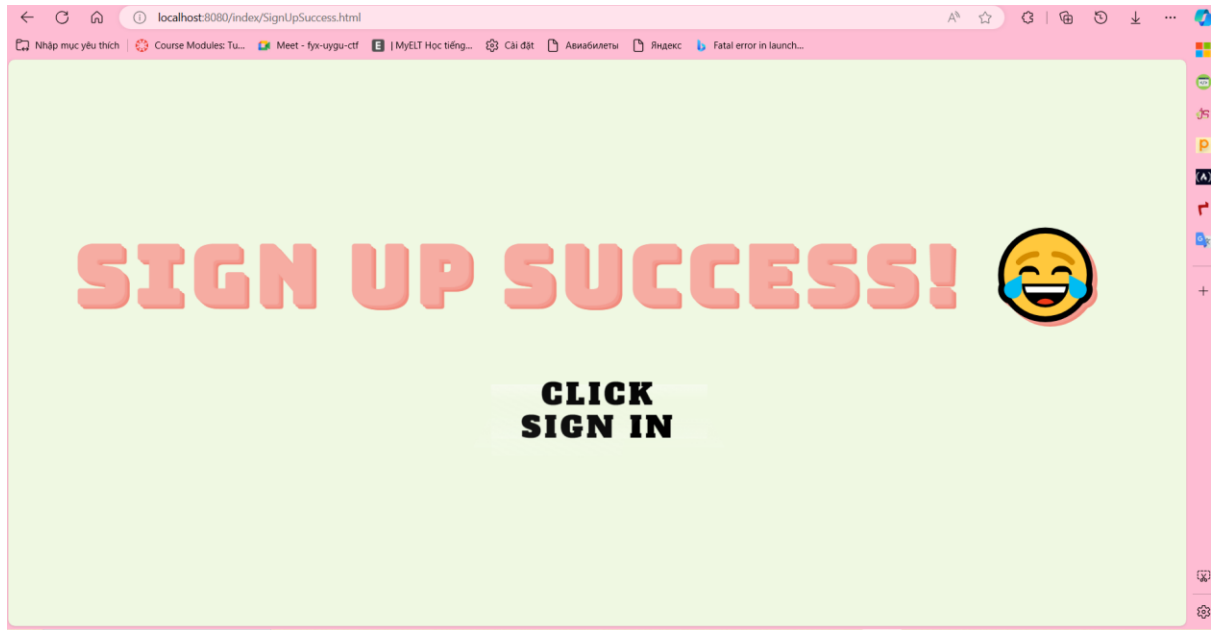 localhost:8080/index/SignUpSuccess.html
Nhập mục yêu thích Course Modules: Tu... Meet - fyx-uygu-ctf | MyELT Học tiếng... Cài đặt Авиабилеты Яндекс Fatal error in launch...
SIGN UP SUCCESS!
CLICK
SIGN IN